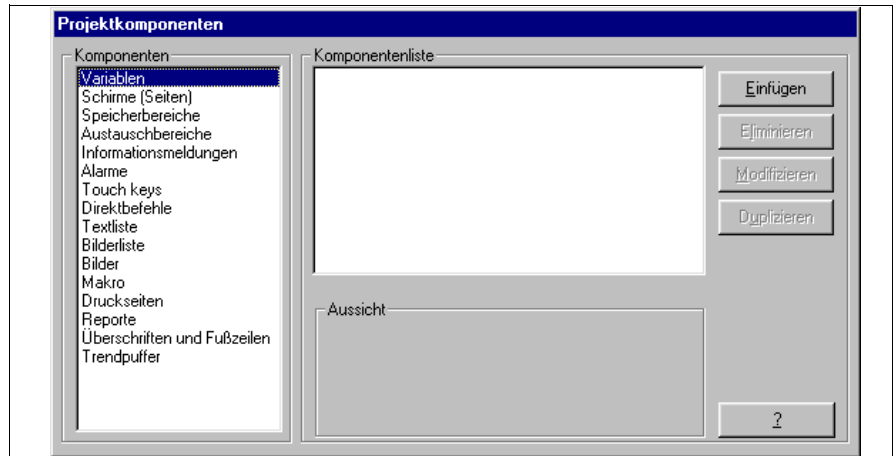 Projektkomponenten
Komponenten
Variablen
Schirme (Seiten)
Speicherbereiche
Austauschbereiche
Informationsmeldungen
Alarme
Touch keys
Direktbefehle
Textliste
Bilderliste
Bilder
Makro
Druckseiten
Reporte
Überschriften und Fußzeilen
Trendpuffer
Komponentenliste
Einfügen
Eliminieren
Modifizieren
Duplizieren
Aussicht
?